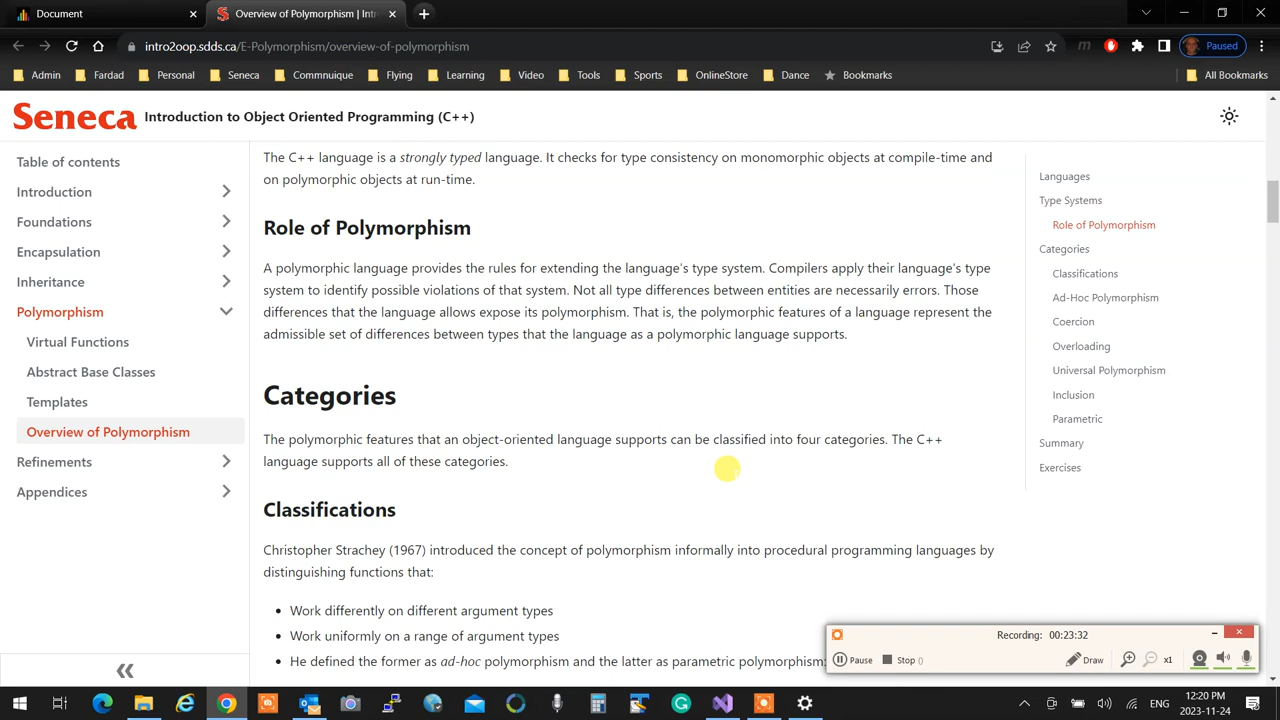 Document
Overview of Polymorphism | Intr
intro2oop.sdds.ca/E-Polymorphism/overview-of-polymorphism
Paused
Admin
Fardad
Personal
Seneca
Commnuique
Flying
Learning
Video
Tools
Sports
OnlineStore
Dance
Bookmarks
All Bookmarks
Seneca
Introduction to Object Oriented Programming (C++)
Table of contents
Introduction
Foundations
Encapsulation
Inheritance
Polymorphism
Virtual Functions
Abstract Base Classes
Templates
Overview of Polymorphism
Refinements
Appendices
The C++ language is a strongly typed language. It checks for type consistency on monomorphic objects at compile-time and
on polymorphic objects at run-time.
Role of Polymorphism
A polymorphic language provides the rules for extending the language's type system. Compilers apply their language's type
system to identify possible violations of that system. Not all type differences between entities are necessarily errors. Those
differences that the language allows expose its polymorphism. That is, the polymorphic features of a language represent the
admissible set of differences between types that the language as a polymorphic language supports.
Categories
The polymorphic features that an object-oriented language supports can be classified into four categories. The C++
language supports all of these categories.
Classifications
Christopher Strachey (1967) introduced the concept of polymorphism informally into procedural programming languages by
distinguishing functions that:
• Work differently on different argument types
• Work uniformly on a range of argument types
• He defined the former as ad-hoc polymorphism and the latter as parametric polymorphism:
Languages
Type Systems
Role of Polymorphism
Categories
Classifications
Ad-Hoc Polymorphism
Coercion
Overloading
Universal Polymorphism
Inclusion
Parametric
Summary
Exercises
Recording: 00:23:32
Pause
Stop ()
Draw
x1
ENG
12:20 PM
2023-11-24